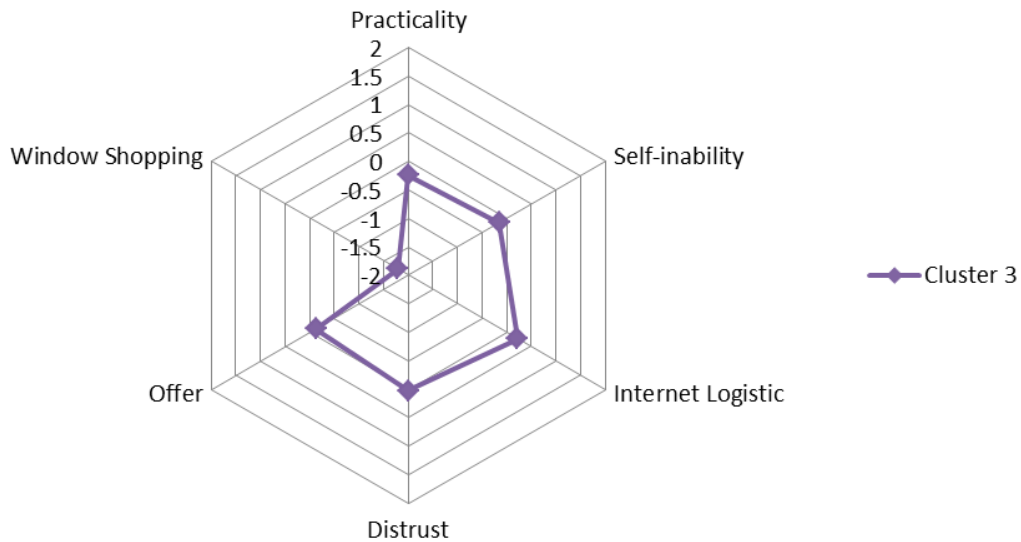 Practicality
2
1.5
1
0.5
0
-0.5
-1
-1.5
-2
Window Shopping
Self-inability
Offer
Internet Logistic
Distrust
Cluster 3